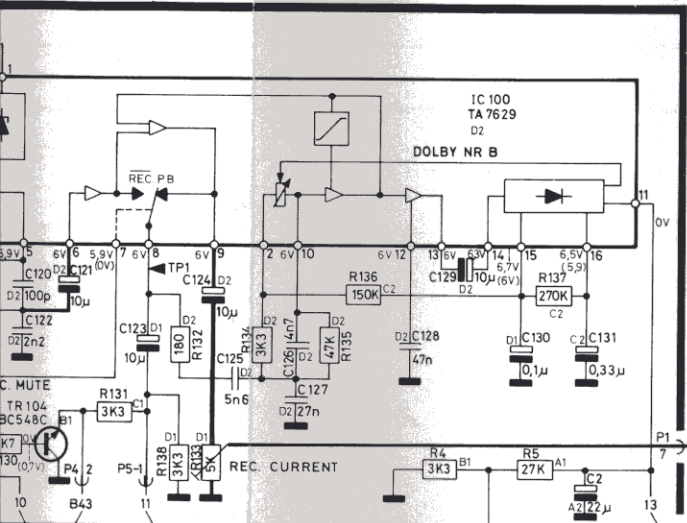 1
IC 100
TA 7629
D2
DOLBY NR B
REC PB
11
0V
5,9V 5
6V 6
5,9V 7
(0V)
6V 8
6V 9
2
6V 10
6V 12
13 6V
63V 14
6,7V 15
(6V)
6,5V 16
(5,9)
TP1
C120
D2 100p
D2 C121
10µ
C124 D2
10µ
C129 10µ
D2
R136
150K C2
R137
270K
C2
C122
D2 2n2
C123 D1
10µ
D2
180
R132
R134 D2
3K3
C126 4n7
D2
D2
47K
R135
D2 C128
47n
D1 C130
0,1µ
C2 C131
0,33µ
C125
D2
5n6
C127
D2 27n
C. MUTE
TR104
BC548C
B1
R131
3K3
C1
K7
0V
130 (0,7V)
P4 2
B43
P5-1
11
10
R138
D1
3K3
R133
D1
5K
REC. CURRENT
R4
3K3 B1
R5
27K A1
P1
7
C2
A2 22µ
13